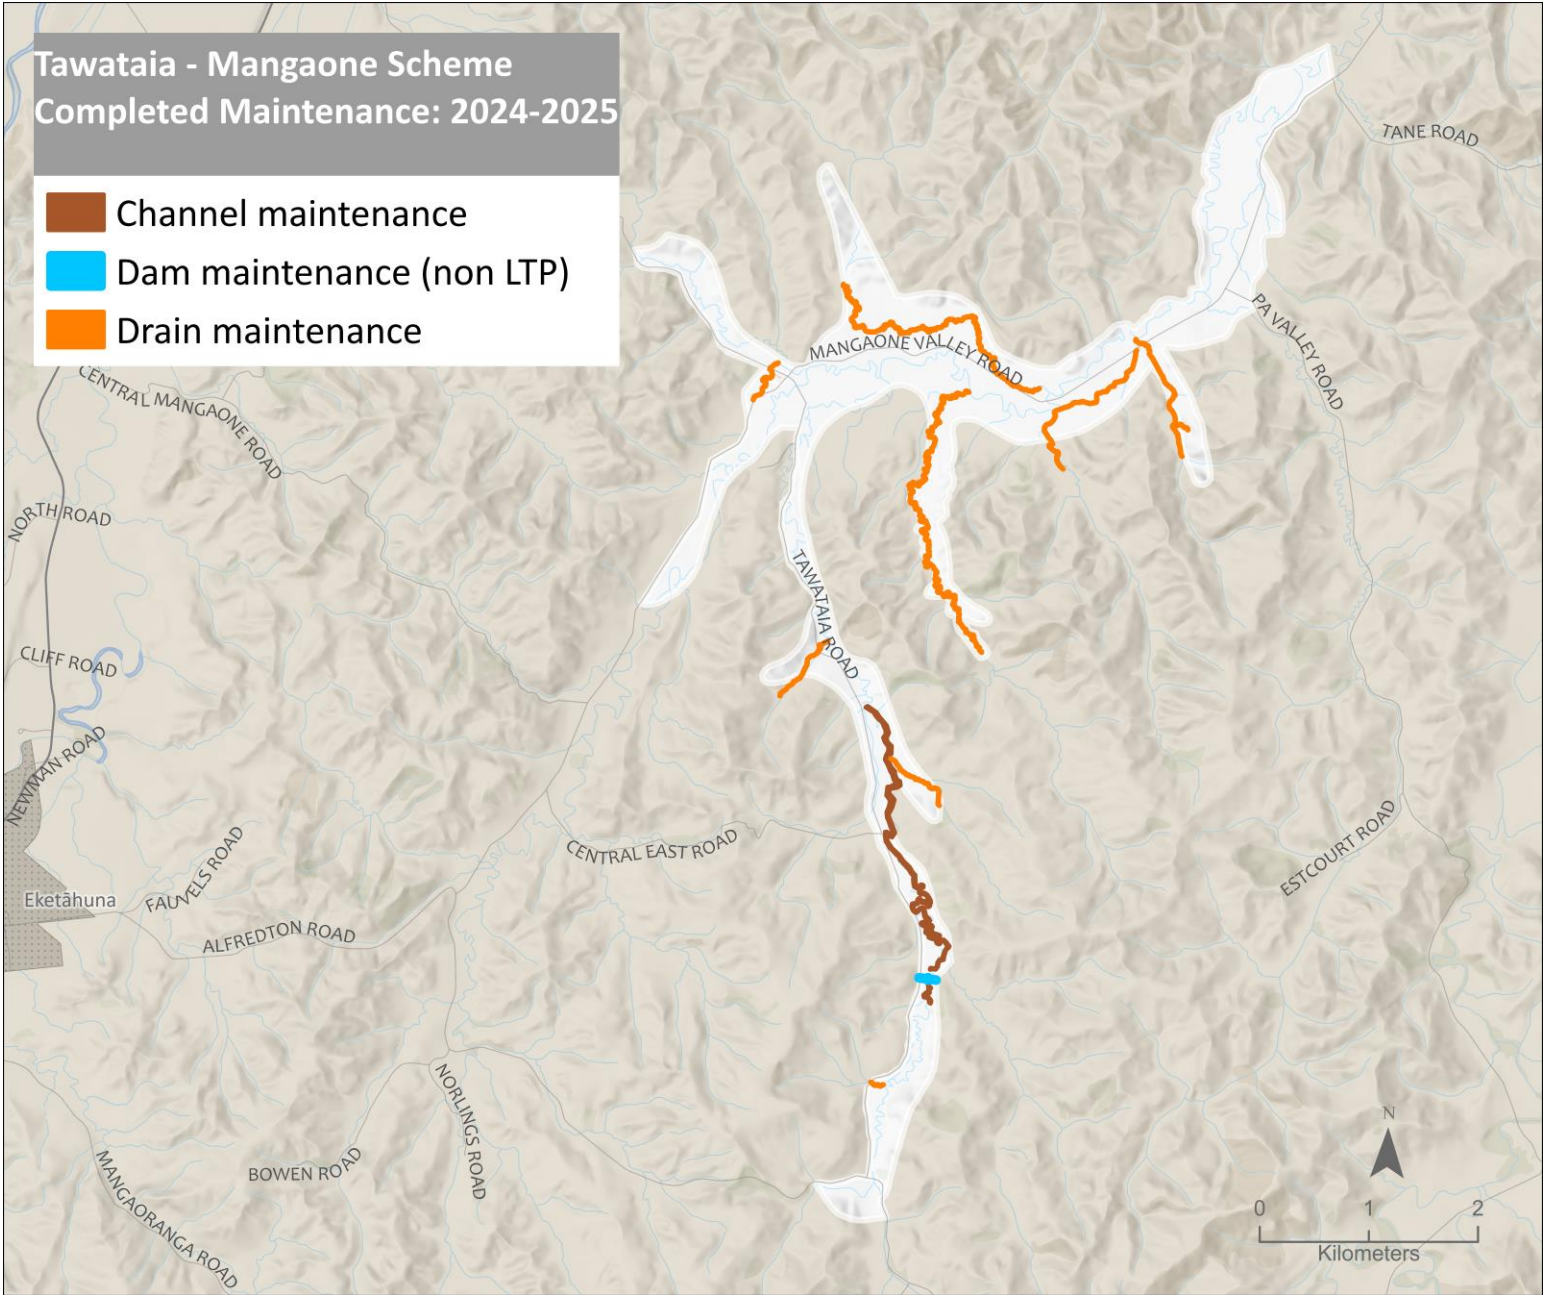 Tawataia - Mangaone Scheme
Completed Maintenance: 2024-2025
Channel maintenance
Dam maintenance (non LTP)
Drain maintenance
TANE ROAD
PA VALLEY ROAD
MANGAONE VALLEY ROAD
CENTRAL MANGAONE ROAD
NORTH ROAD
TAWATAIA ROAD
CLIFF ROAD
NEWMAN ROAD
CENTRAL EAST ROAD
ESTCOURT ROAD
FAUVELS ROAD
Eketāhuna
ALFREDTON ROAD
NORLINGS ROAD
BOWEN ROAD
MANGAORANGA ROAD
N
0 1 2
Kilometers